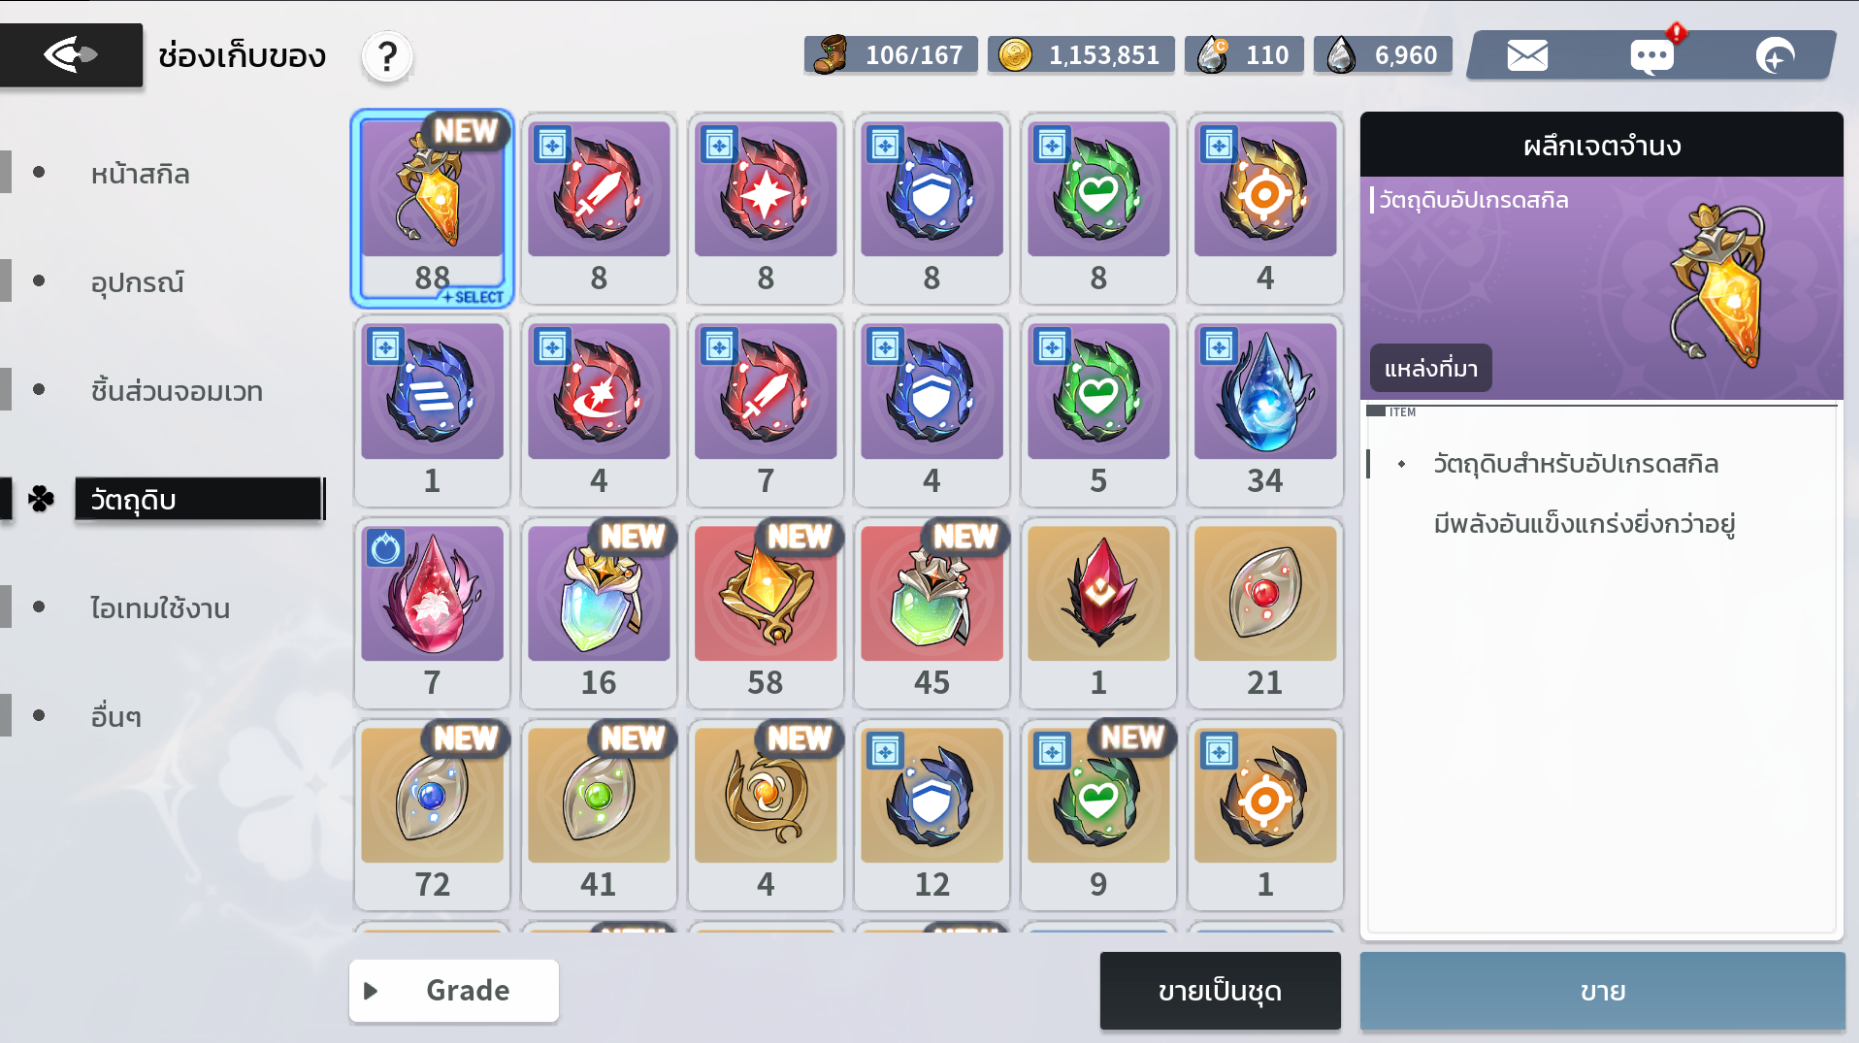 ช่องเก็บของ
?
106/167
1,153,851
110
6,960
หน้าสกิล
อุปกรณ์
ชิ้นส่วนจอมเวท
วัตถุดิบ
ไอเทมใช้งาน
อื่นๆ
NEW
88
+SELECT
8
8
8
8
4
1
4
7
4
5
34
7
NEW
16
NEW
58
NEW
45
1
21
NEW
72
NEW
41
NEW
4
12
NEW
9
1
ผลึกเจตจำนง
วัตถุดิบอัปเกรดสกิล
แหล่งที่มา
ITEM
วัตถุดิบสำหรับอัปเกรดสกิล
มีพลังอันแข็งแกร่งยิ่งกว่าอยู่
Grade
ขายเป็นชุด
ขาย